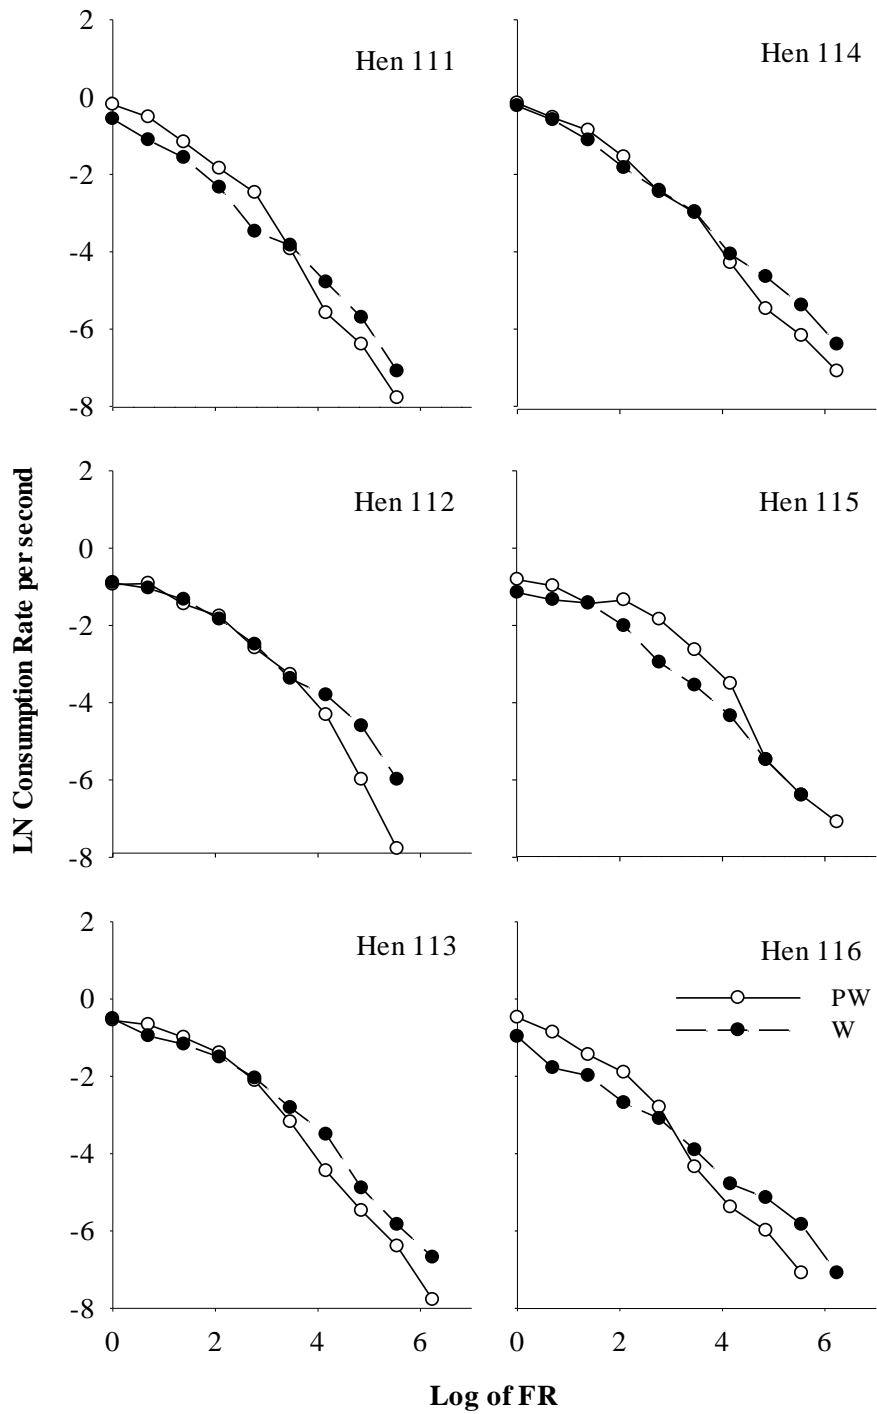 2
0
-2
-4
-6
-8
Hen 111
Hen 114
2
0
-2
-4
-6
-8
Hen 112
Hen 115
LN Consumption Rate per second
2
0
-2
-4
-6
-8
Hen 113
Hen 116
PW
W
0 2 4 6
0 2 4 6
Log of FR